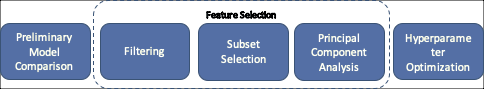 Feature Selection
Preliminary
Model
Comparison
Filtering
Subset
Selection
Principal
Component
Analysis
Hyperparame
ter
Optimization